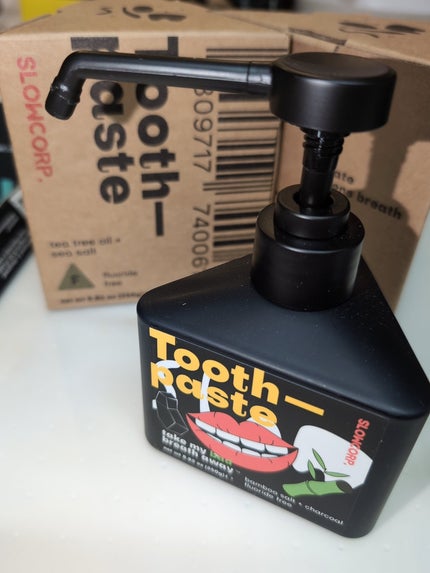 SLOWCORP.
Tooth—
paste
809717 74006
tea tree oil +
sea salt
F
fluoride
free
breath
Tooth—
paste
SLOWCORP.
take my bad
breath away
bamboo salt + charcoal
fluoride free